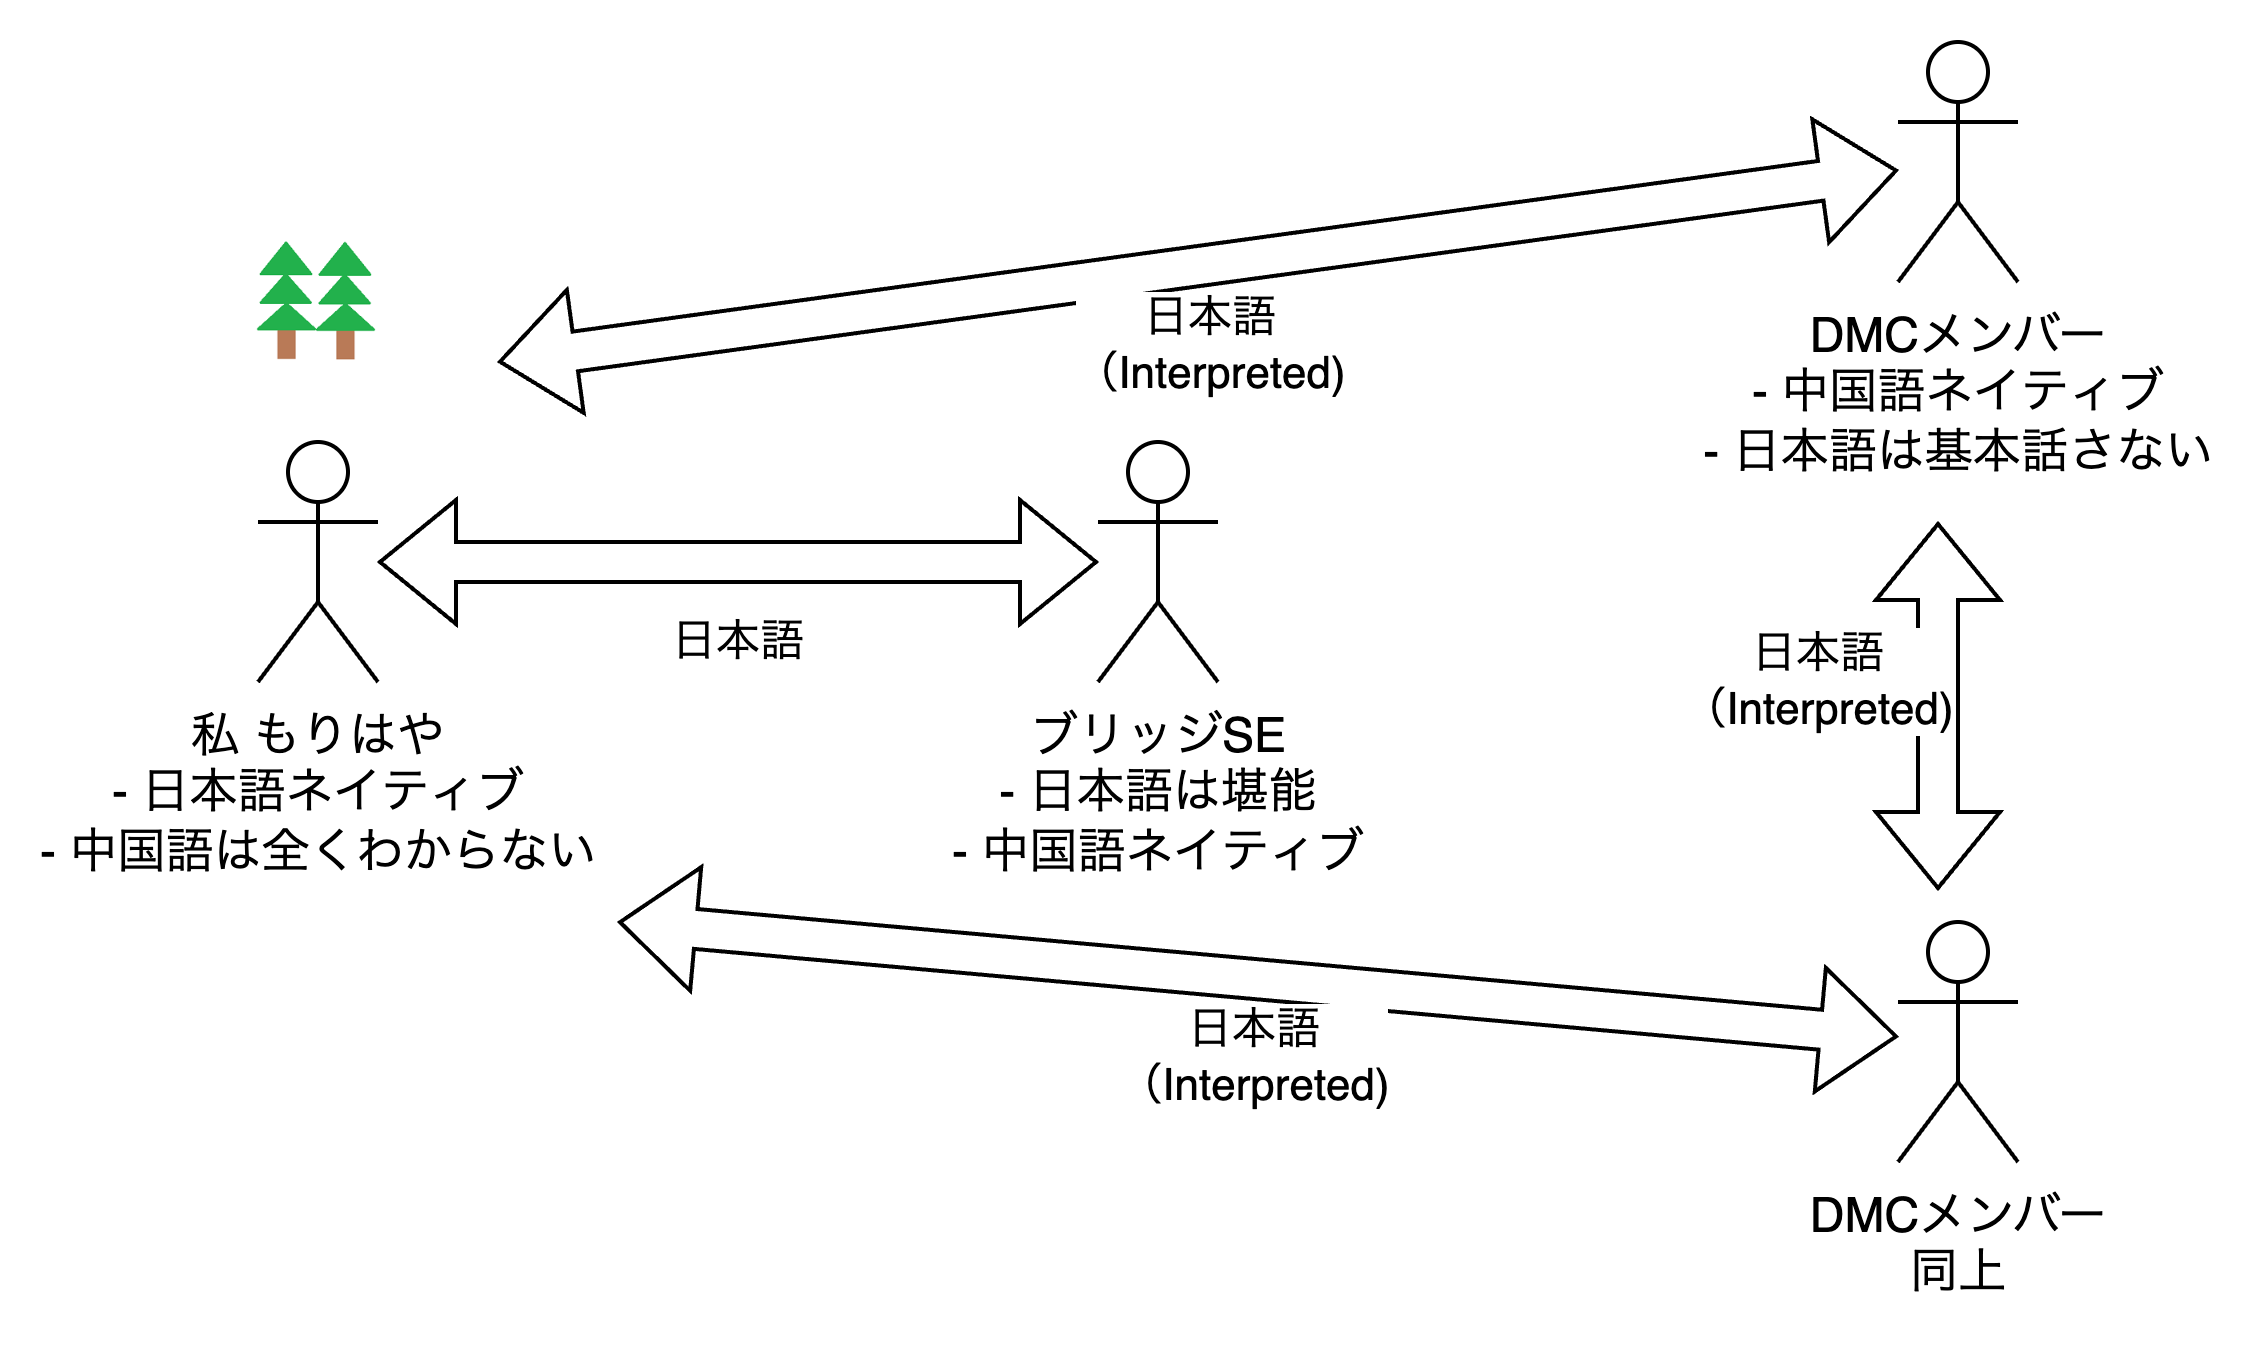 日本語
（Interpreted)
DMCメンバー
- 中国語ネイティブ
- 日本語は基本話さない
日本語
私 もりはや
- 日本語ネイティブ
- 中国語は全くわからない
ブリッジSE
- 日本語は堪能
- 中国語ネイティブ
日本語
（Interpreted)
日本語
（Interpreted)
DMCメンバー
同上